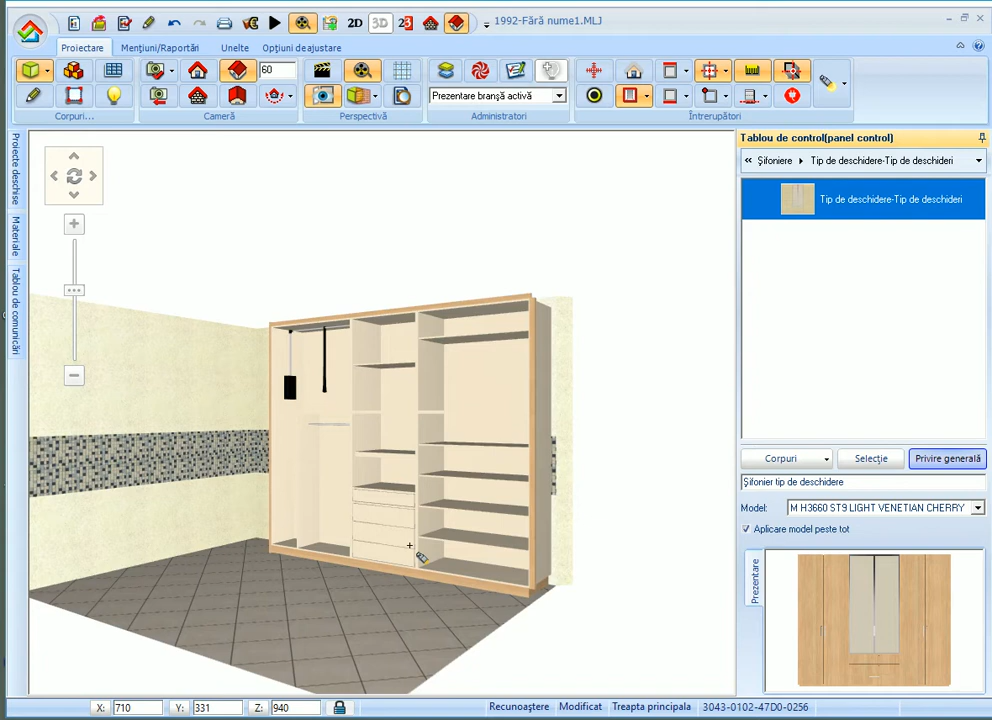 2D
3D
23
1992-Fără nume1.MLJ
Proiectare
Menţiuni/Raportări
Unelte
Opţiuni de ajustare
60
Prezentare branşă activă
Corpuri...
Cameră
Perspectivă
Administratori
Întrerupători
Proiecte deschise
Materiale
Tablou de comunicări
Tablou de control(panel control)
« Şifoniere
Tip de deschidere-Tip de deschideri
Tip de deschidere-Tip de deschideri
Corpuri
Selecţie
Privire generală
Şifonier tip de deschidere
Model:
M H3660 ST9 LIGHT VENETIAN CHERRY
Aplicare model peste tot
Prezentare
X: 710
Y: 331
Z: 940
Recunoaştere
Modificat
Treapta principala
3043-0102-47D0-0256